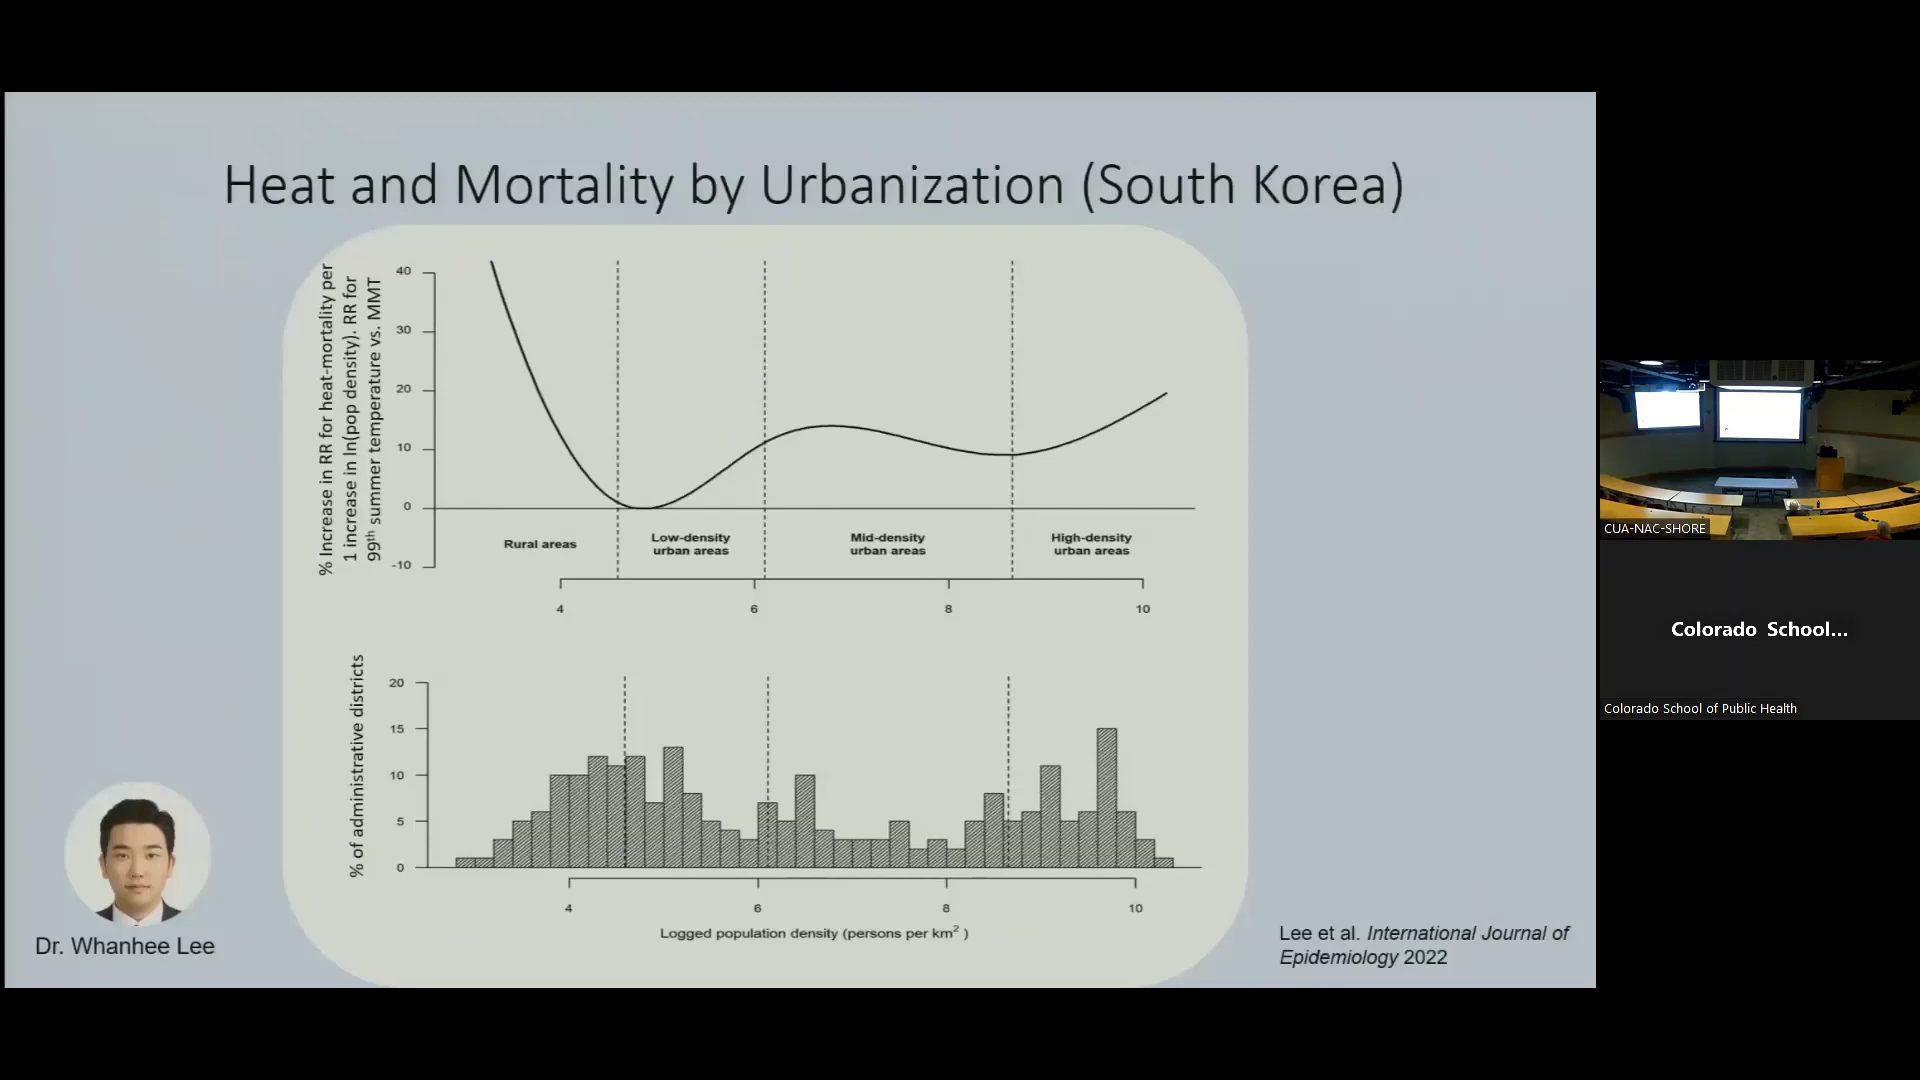 Heat and Mortality by Urbanization (South Korea)
% Increase in RR for heat-mortality per
1 increase in ln(pop density). RR for
99th summer temperature vs. MMT
40
30
20
10
0
-10
Rural areas
Low-density
urban areas
Mid-density
urban areas
High-density
urban areas
4
6
8
10
% of administrative districts
20
15
10
5
0
4
6
8
10
Logged population density (persons per km2 )
Dr. Whanhee Lee
Lee et al. International Journal of
Epidemiology 2022
CUA-NAC-SHORE
Colorado School...
Colorado School of Public Health